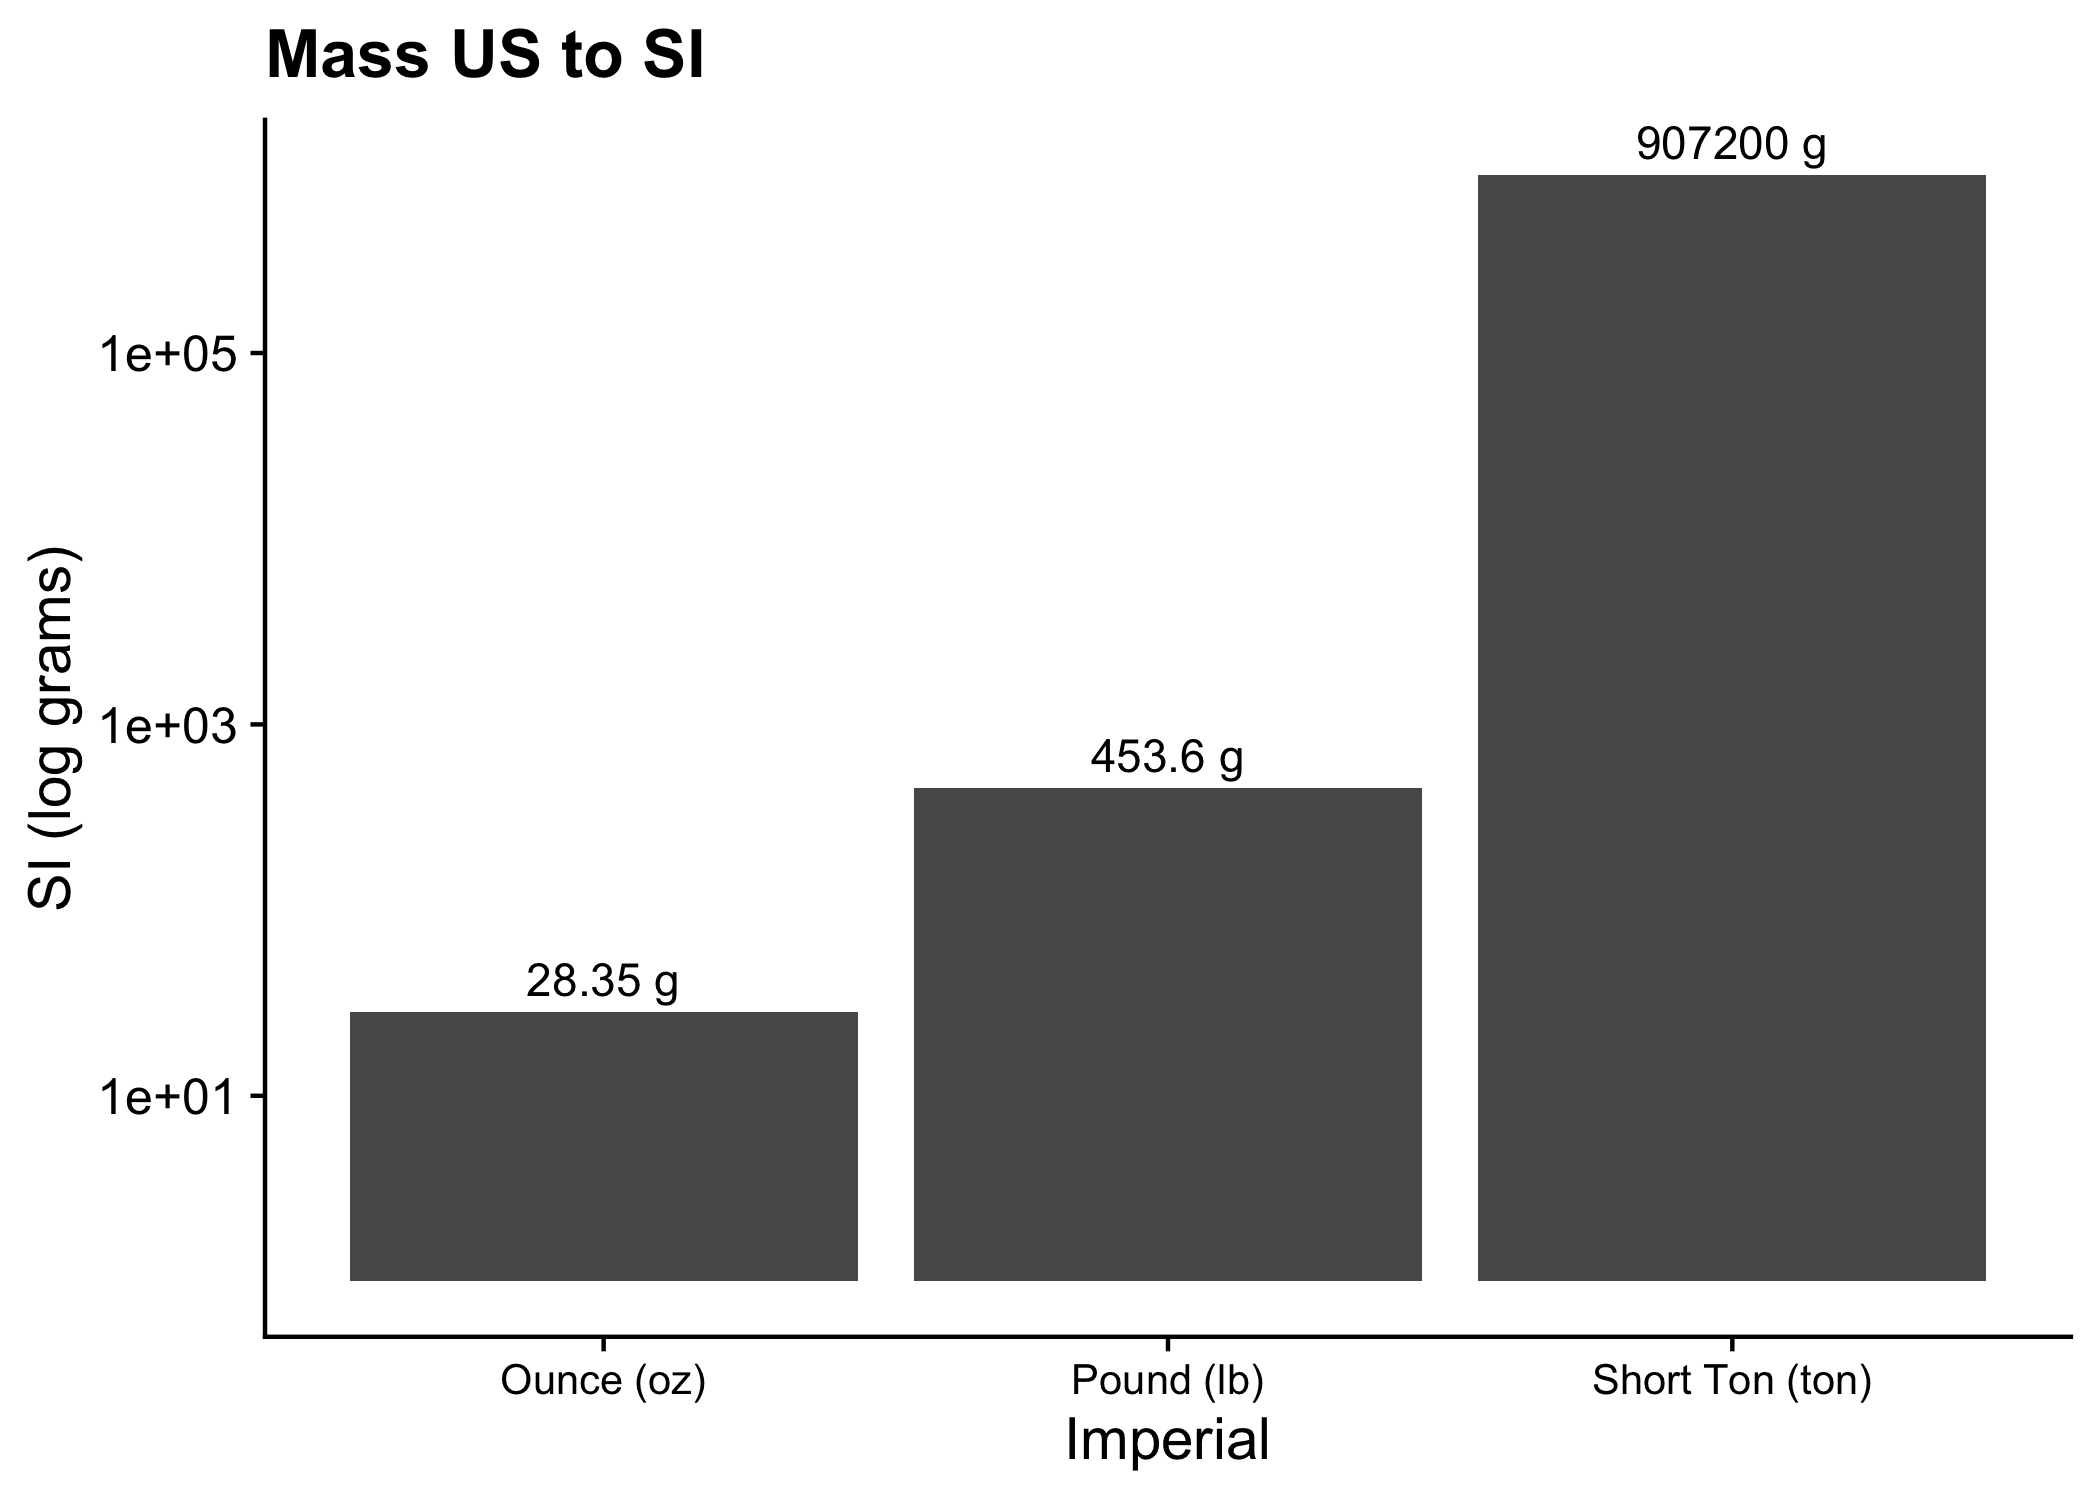 Mass US to SI
907200 g
1e+05
SI (log grams)
1e+03
453.6 g
28.35 g
1e+01
Ounce (oz)
Pound (lb)
Short Ton (ton)
Imperial